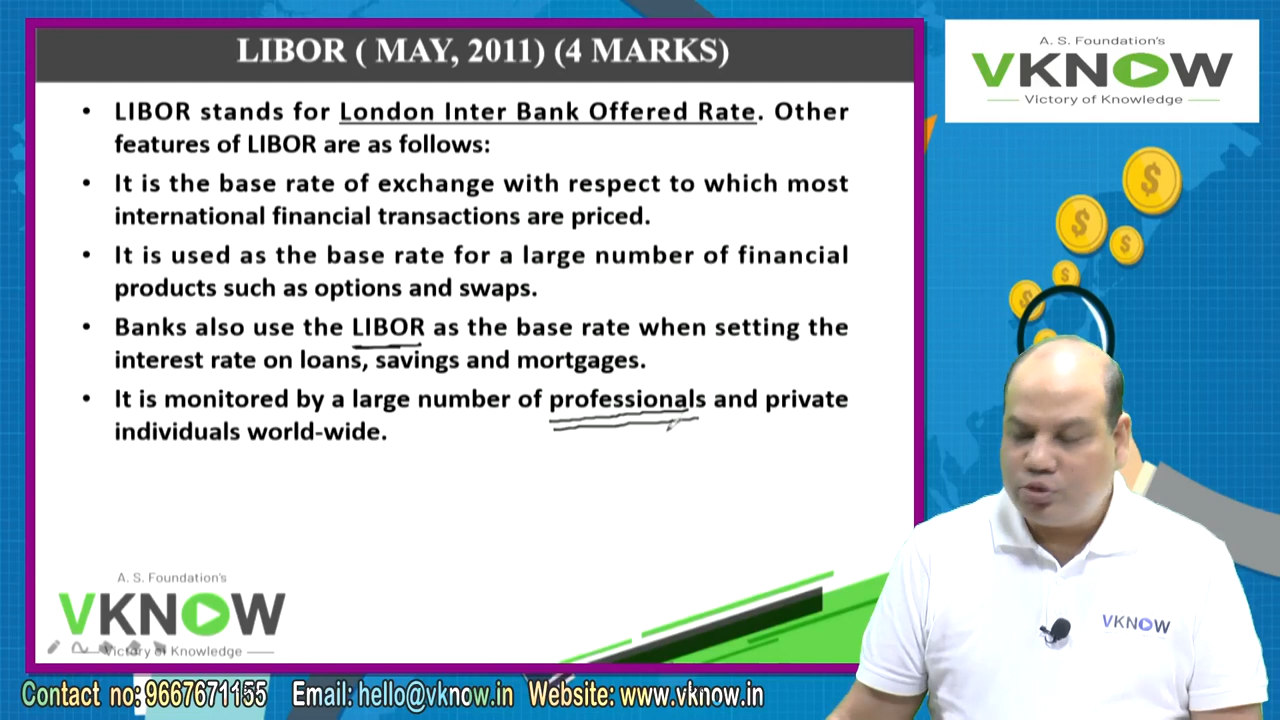 LIBOR ( MAY, 2011) (4 MARKS)
• LIBOR stands for London Inter Bank Offered Rate. Other
features of LIBOR are as follows:
• It is the base rate of exchange with respect to which most
international financial transactions are priced.
• It is used as the base rate for a large number of financial
products such as options and swaps.
• Banks also use the LIBOR as the base rate when setting the
interest rate on loans, savings and mortgages.
• It is monitored by a large number of professionals and private
individuals world-wide.
A. S. Foundation's
VKNOW
Victory of Knowledge
A. S. Foundation's
VKNOW
Victory of Knowledge
VKNOW
Contact no: 9667671155 Email: hello@vknow.in Website: www.vknow.in